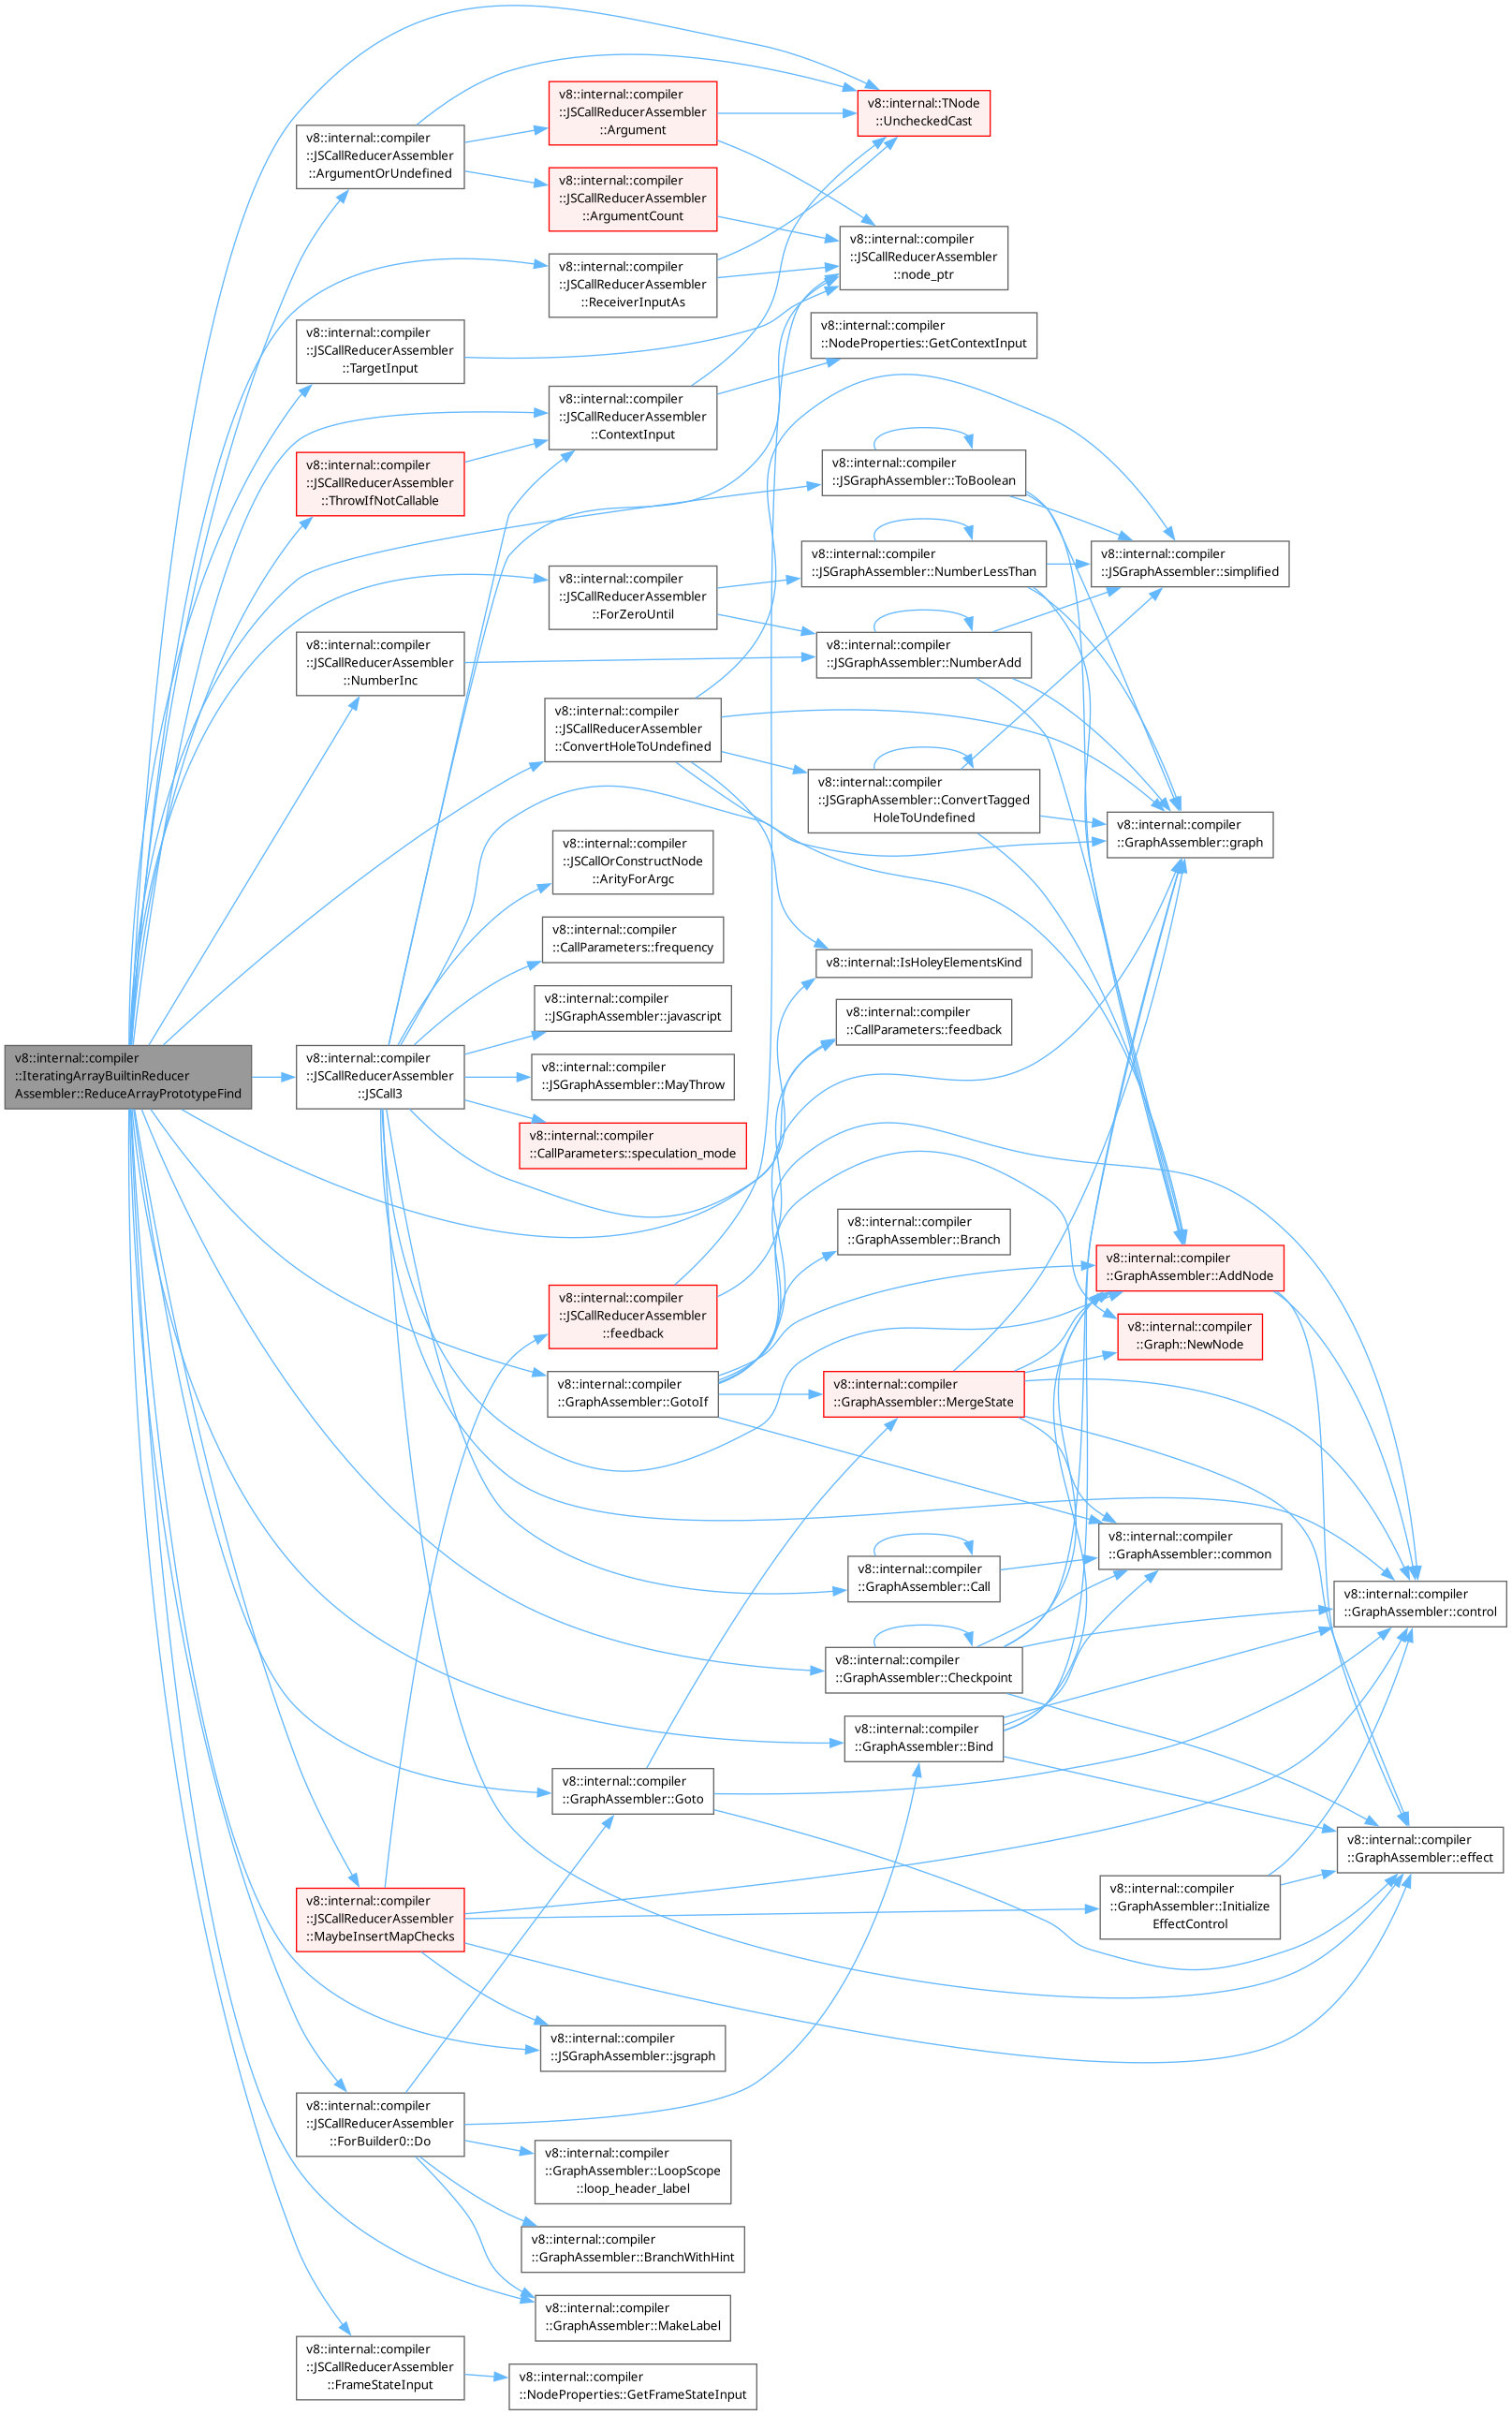 v8::internal::compiler
::IteratingArrayBuiltinReducer
Assembler::ReduceArrayPrototypeFind
v8::internal::compiler
::JSCallReducerAssembler
::ArgumentOrUndefined
v8::internal::compiler
::JSCallReducerAssembler
::TargetInput
v8::internal::compiler
::JSCallReducerAssembler
::ThrowIfNotCallable
v8::internal::compiler
::JSCallReducerAssembler
::NumberInc
v8::internal::compiler
::JSCallReducerAssembler
::JSCall3
v8::internal::compiler
::JSCallReducerAssembler
::MaybeInsertMapChecks
v8::internal::compiler
::JSCallReducerAssembler
::ForBuilder0::Do
v8::internal::compiler
::JSCallReducerAssembler
::FrameStateInput
v8::internal::compiler
::JSCallReducerAssembler
::Argument
v8::internal::compiler
::JSCallReducerAssembler
::ArgumentCount
v8::internal::compiler
::JSCallReducerAssembler
::ReceiverInputAs
v8::internal::compiler
::JSCallReducerAssembler
::ContextInput
v8::internal::compiler
::JSCallReducerAssembler
::ForZeroUntil
v8::internal::compiler
::JSCallReducerAssembler
::ConvertHoleToUndefined
v8::internal::compiler
::JSCallOrConstructNode
::ArityForArgc
v8::internal::compiler
::CallParameters::frequency
v8::internal::compiler
::JSGraphAssembler::javascript
v8::internal::compiler
::JSGraphAssembler::MayThrow
v8::internal::compiler
::CallParameters::speculation_mode
v8::internal::compiler
::JSCallReducerAssembler
::feedback
v8::internal::compiler
::GraphAssembler::GotoIf
v8::internal::compiler
::GraphAssembler::Goto
v8::internal::compiler
::JSGraphAssembler::jsgraph
v8::internal::compiler
::GraphAssembler::LoopScope
::loop_header_label
v8::internal::compiler
::GraphAssembler::BranchWithHint
v8::internal::compiler
::GraphAssembler::MakeLabel
v8::internal::compiler
::NodeProperties::GetFrameStateInput
v8::internal::TNode
::UncheckedCast
v8::internal::compiler
::JSCallReducerAssembler
::node_ptr
v8::internal::compiler
::NodeProperties::GetContextInput
v8::internal::compiler
::JSGraphAssembler::ToBoolean
v8::internal::compiler
::JSGraphAssembler::NumberLessThan
v8::internal::compiler
::JSGraphAssembler::NumberAdd
v8::internal::compiler
::JSGraphAssembler::ConvertTagged
HoleToUndefined
v8::internal::IsHoleyElementsKind
v8::internal::compiler
::CallParameters::feedback
v8::internal::compiler
::GraphAssembler::Branch
v8::internal::compiler
::GraphAssembler::MergeState
v8::internal::compiler
::GraphAssembler::Call
v8::internal::compiler
::GraphAssembler::Checkpoint
v8::internal::compiler
::GraphAssembler::Bind
v8::internal::compiler
::JSGraphAssembler::simplified
v8::internal::compiler
::GraphAssembler::graph
v8::internal::compiler
::GraphAssembler::AddNode
v8::internal::compiler
::Graph::NewNode
v8::internal::compiler
::GraphAssembler::common
v8::internal::compiler
::GraphAssembler::Initialize
EffectControl
v8::internal::compiler
::GraphAssembler::control
v8::internal::compiler
::GraphAssembler::effect